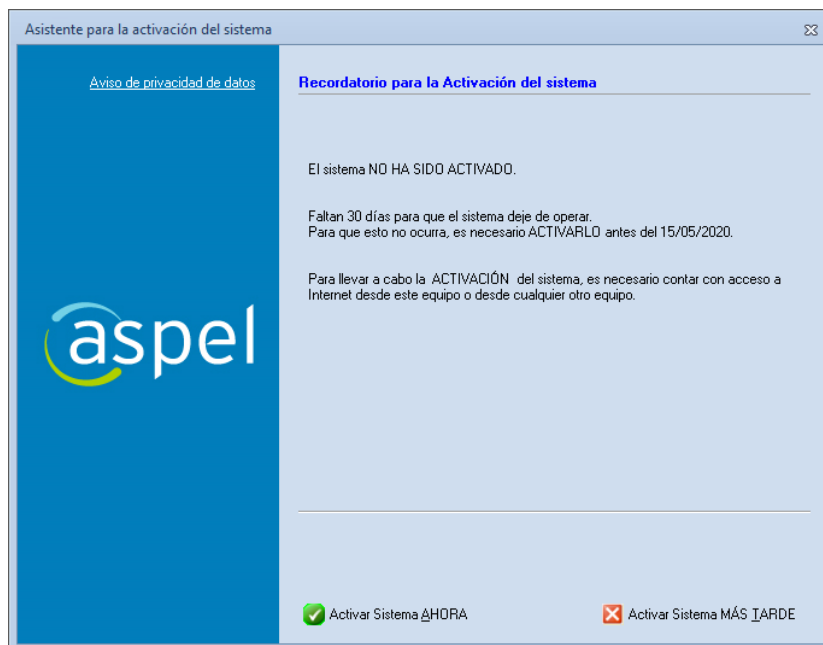 Asistente para la activación del sistema
Aviso de privacidad de datos
Recordatorio para la Activación del sistema
El sistema NO HA SIDO ACTIVADO.
Faltan 30 días para que el sistema deje de operar.
Para que esto no ocurra, es necesario ACTIVARLO antes del 15/05/2020.
Para llevar a cabo la ACTIVACIÓN del sistema, es necesario contar con acceso a
Internet desde este equipo o desde cualquier otro equipo.
aspel
Activar Sistema AHORA
Activar Sistema MÁS TARDE